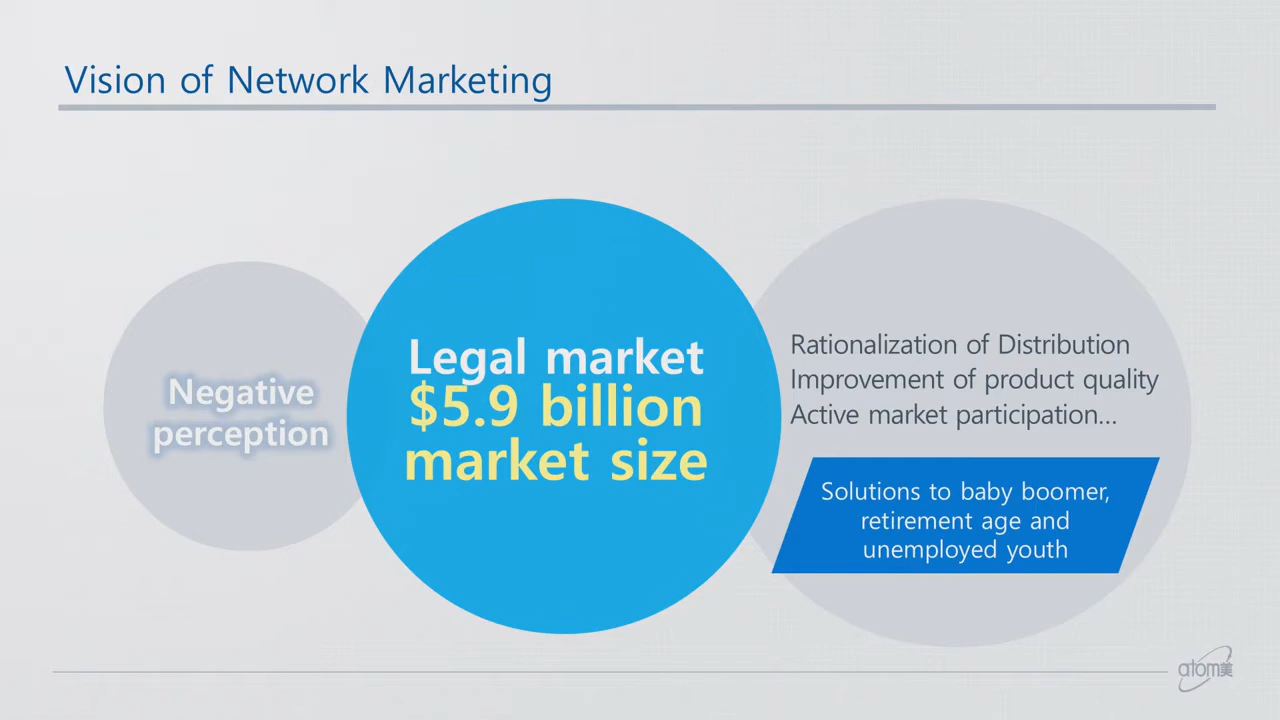 Vision of Network Marketing
Negative
perception
Legal market
$5.9 billion
market size
Rationalization of Distribution
Improvement of product quality
Active market participation...
Solutions to baby boomer,
retirement age and
unemployed youth
atom美